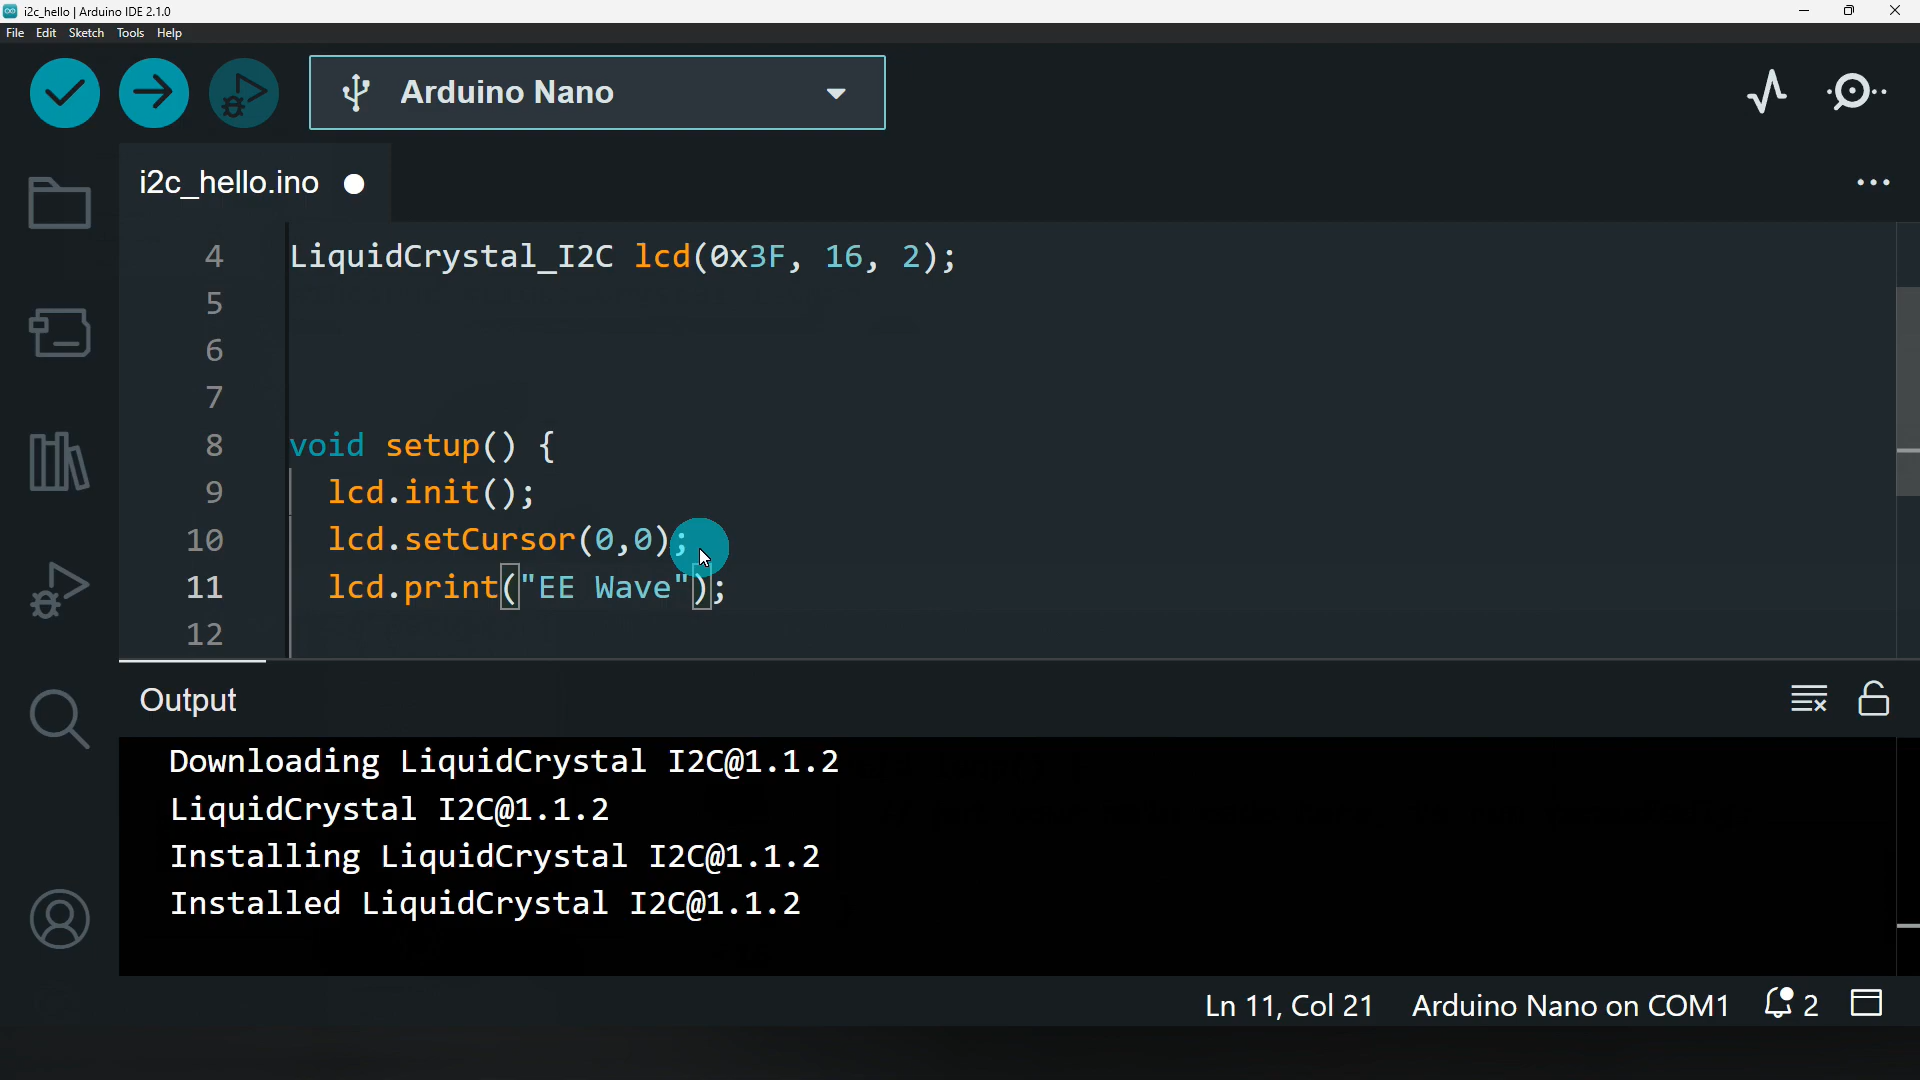 i2c_hello | Arduino IDE 2.1.0
File Edit Sketch Tools Help
Arduino Nano
i2c_hello.ino
4 LiquidCrystal_I2C lcd(0x3F, 16, 2);
5
6
7
8 void setup() {
9 lcd.init();
10 lcd.setCursor(0,0);
11 lcd.print("EE Wave");
12
Output
Downloading LiquidCrystal I2C@1.1.2
LiquidCrystal I2C@1.1.2
Installing LiquidCrystal I2C@1.1.2
Installed LiquidCrystal I2C@1.1.2
Ln 11, Col 21 Arduino Nano on COM1 2